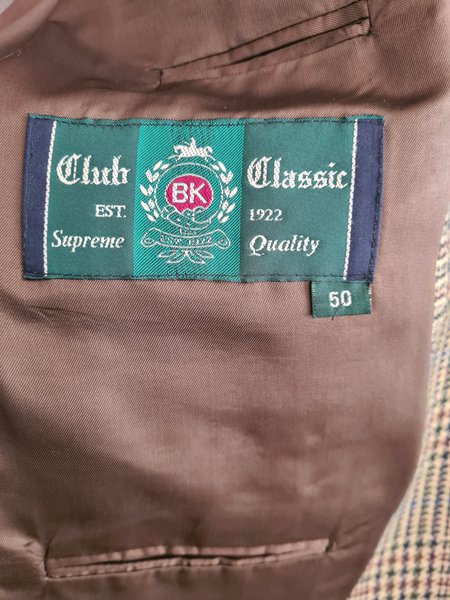 Club BK Classic
EST. 1922
Supreme Quality
50